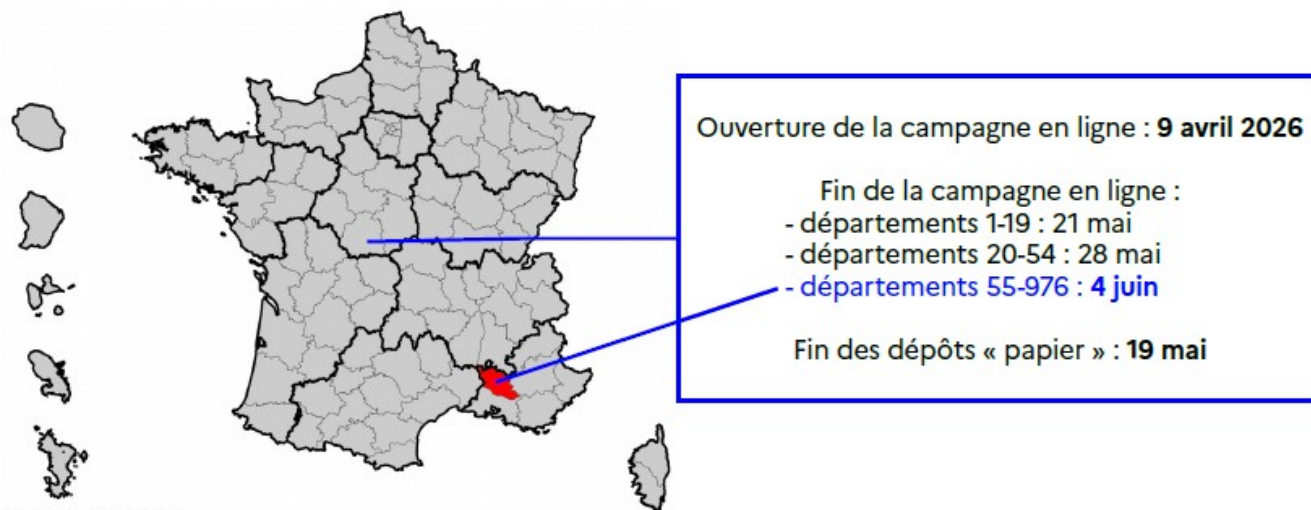 Ouverture de la campagne en ligne : 9 avril 2026
Fin de la campagne en ligne :
- départements 1-19 : 21 mai
- départements 20-54 : 28 mai
- départements 55-976 : 4 juin
Fin des dépôts « papier » : 19 mai